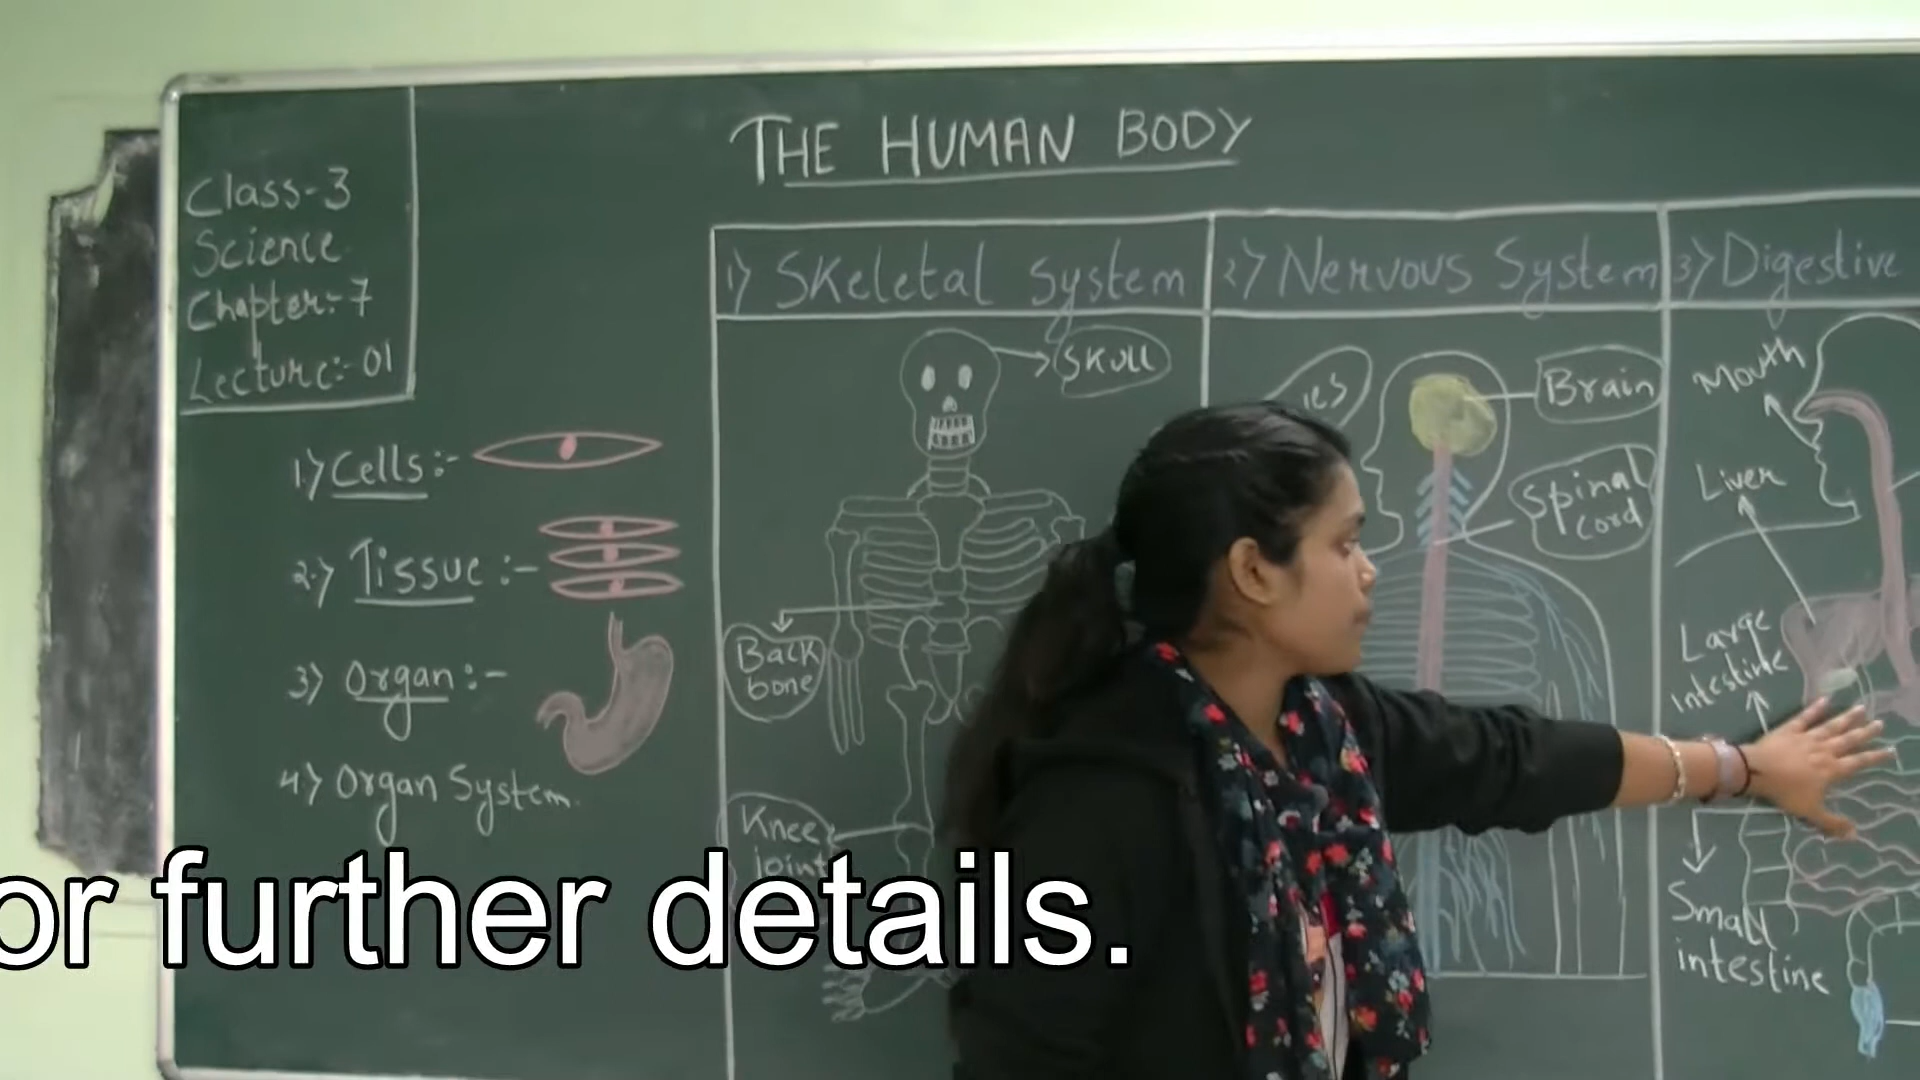 THE HUMAN BODY
Class-3
Science
Chapter:-7
Lecture:-01
1.) Cells:-
2.) Tissue:-
3) Organ:-
4) Organ System.
1) Skeletal System
2) Nervous System
3) Digestive
Skull
Back
bone
Knee
joint
Brain
Spinal
cord
Mouth
Liver
Large
intestine
Small
intestine
further details.